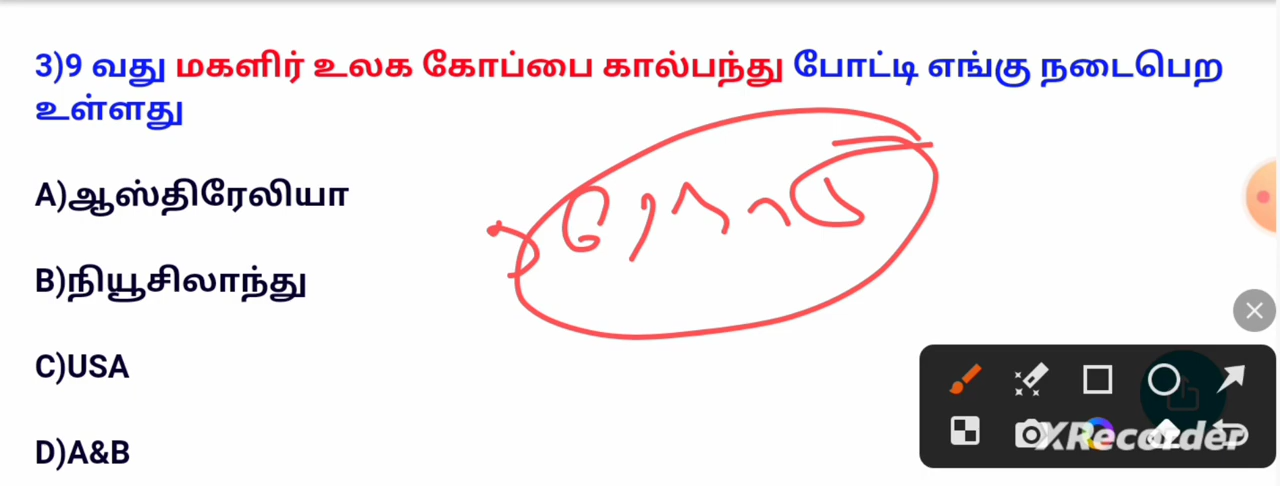 3)9 வது மகளிர் உலக கோப்பை கால்பந்து போட்டி எங்கு நடைபெற
உள்ளது
A)ஆஸ்திரேலியா
B)நியூசிலாந்து
C)USA
D)A&B
XRecorder